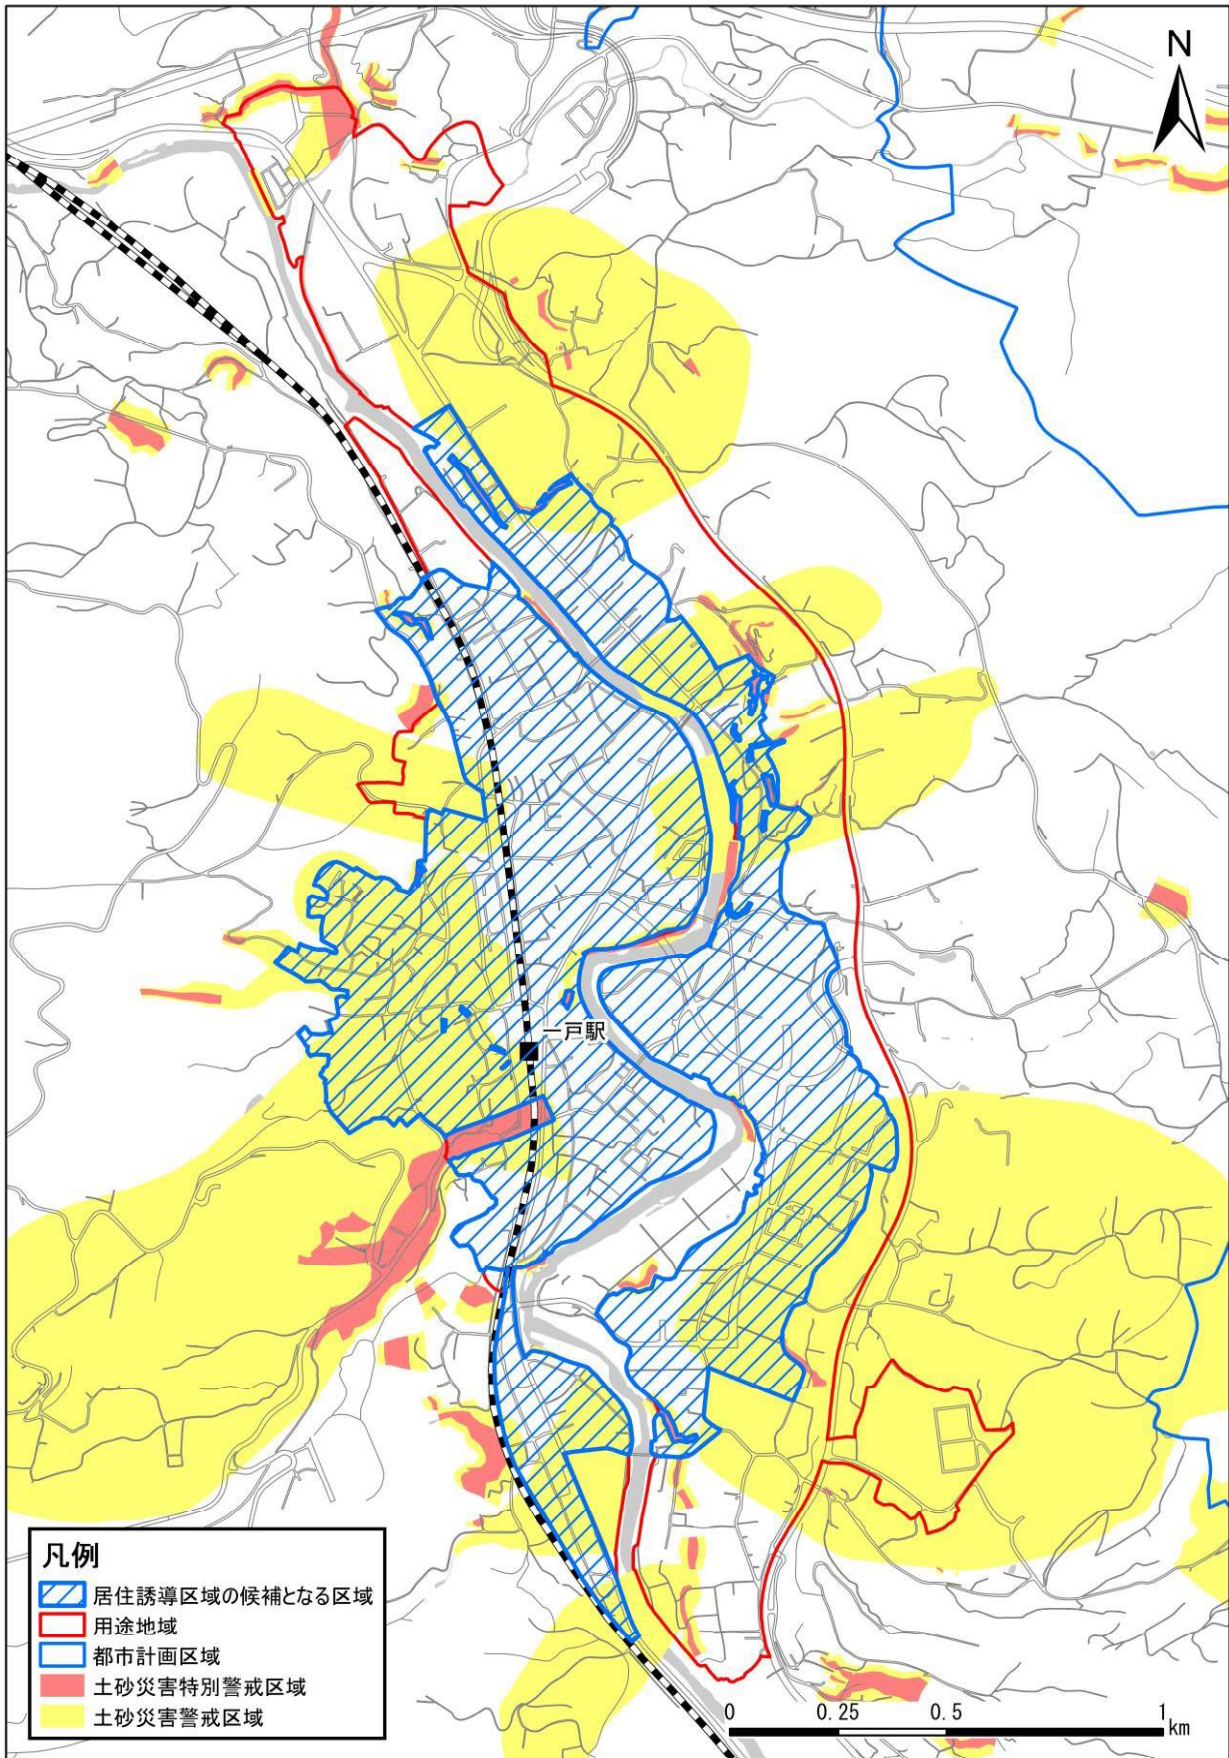 N
一戸駅
凡例
居住誘導区域の候補となる区域
用途地域
都市計画区域
土砂災害特別警戒区域
土砂災害警戒区域
0 0.25 0.5 1
km